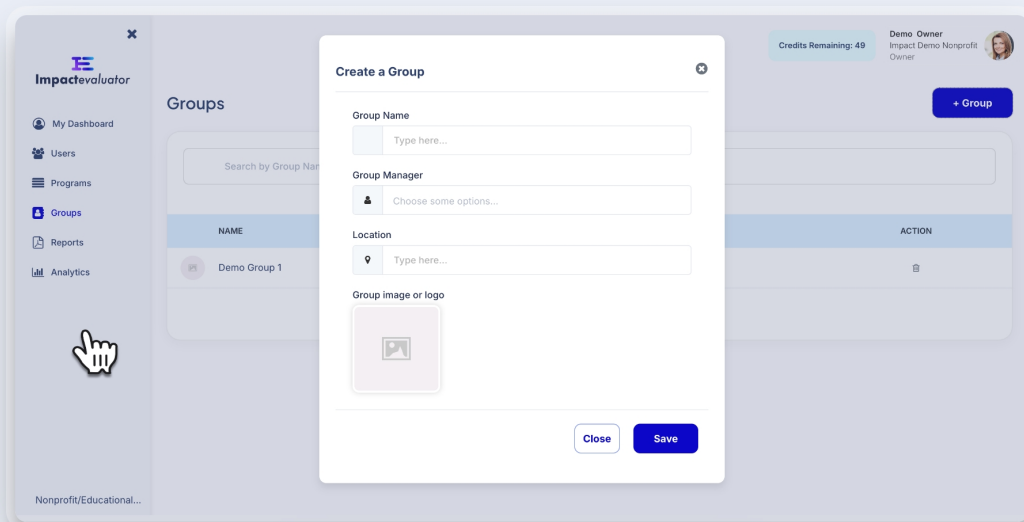 Impactevaluator
My Dashboard
Users
Programs
Groups
Reports
Analytics
Nonprofit/Educational...
Credits Remaining: 49
Demo Owner
Impact Demo Nonprofit
Owner
Groups
+ Group
Search by Group Nar
NAME
ACTION
Demo Group 1
Create a Group
Group Name
Type here...
Group Manager
Choose some options...
Location
Type here...
Group image or logo
Close
Save